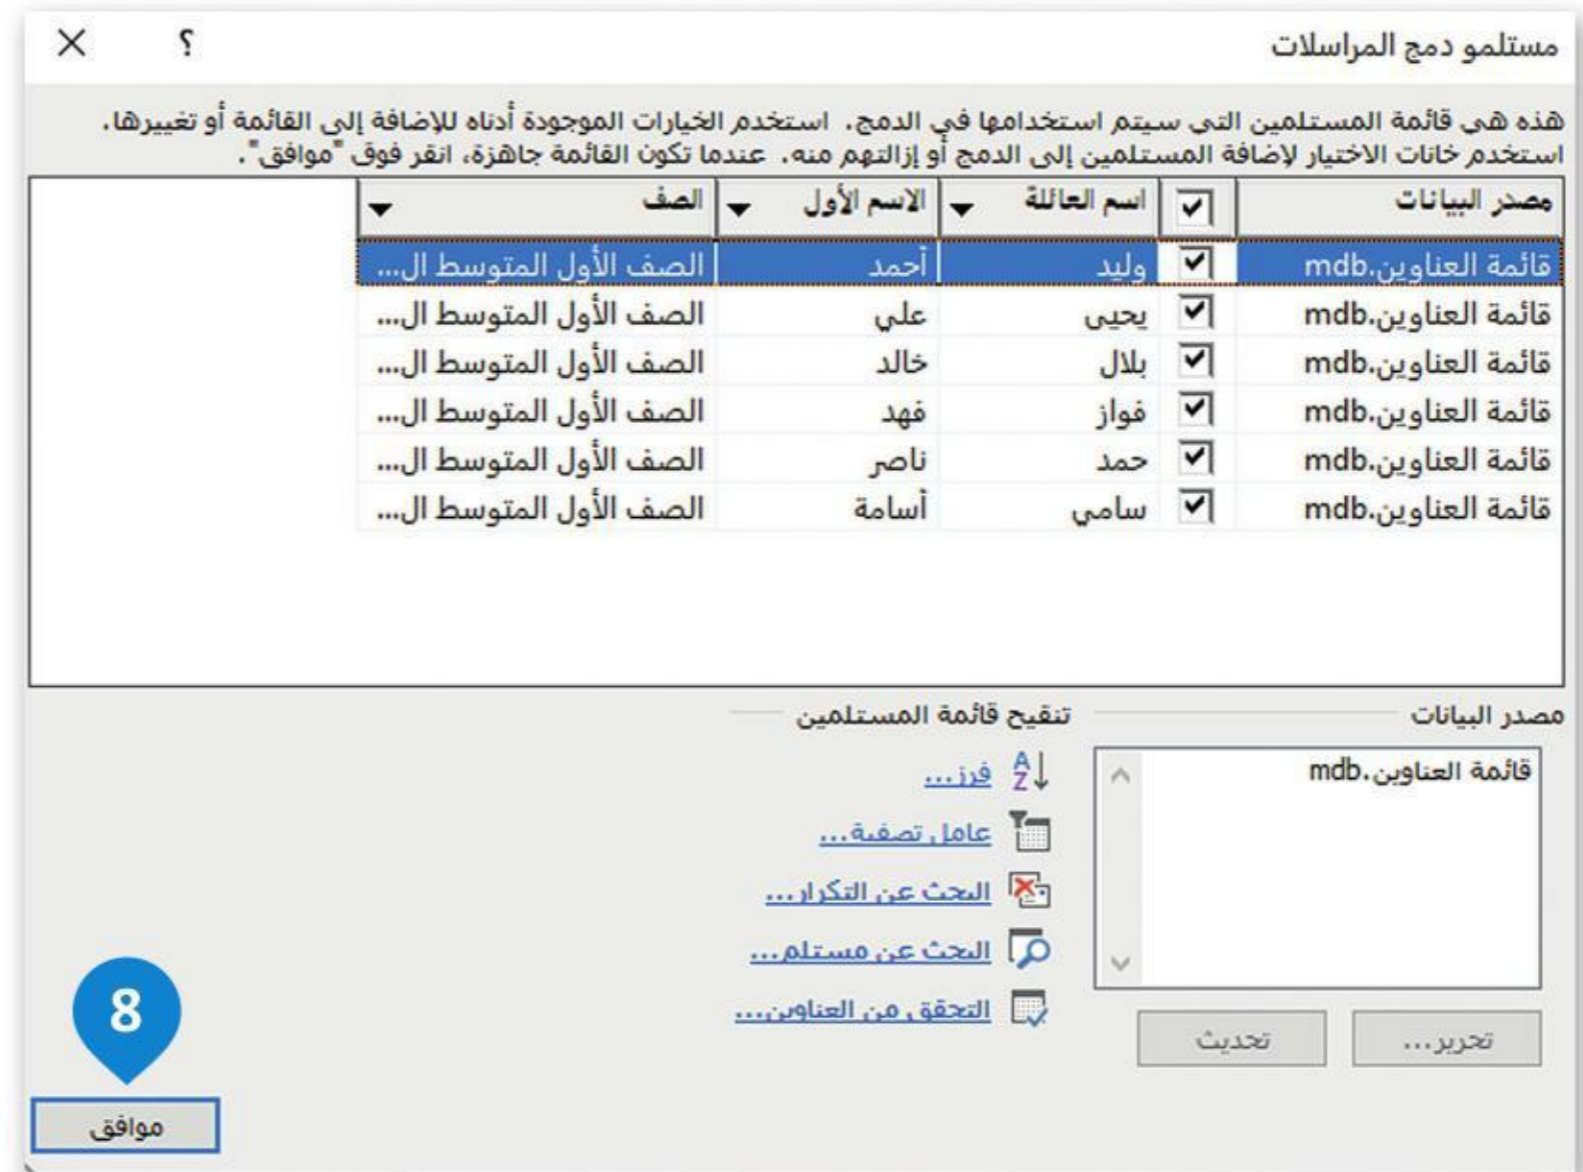 مستلمو دمج المراسلات ؟ ×
هذه هي قائمة المستلمين التي سيتم استخدامها في الدمج. استخدم الخيارات الموجودة أدناه للإضافة إلى القائمة أو تغييرها.
استخدم خانات الاختيار لإضافة المستلمين إلى الدمج أو إزالتهم منه. عندما تكون القائمة جاهزة، انقر فوق "موافق".
مصدر البيانات اسم العائلة الاسم الأول الصف
قائمة العناوين.mdb وليد أحمد الصف الأول المتوسط ال...
قائمة العناوين.mdb يحيى علي الصف الأول المتوسط ال...
قائمة العناوين.mdb بلال خالد الصف الأول المتوسط ال...
قائمة العناوين.mdb فواز فهد الصف الأول المتوسط ال...
قائمة العناوين.mdb حمد ناصر الصف الأول المتوسط ال...
قائمة العناوين.mdb سامي أسامة الصف الأول المتوسط ال...
مصدر البيانات
قائمة العناوين.mdb
تحرير... تحديث
تنقيح قائمة المستلمين
فرز...
عامل تصفية...
البحث عن التكرار...
البحث عن مستلم...
التحقق من العناوين...
8
موافق